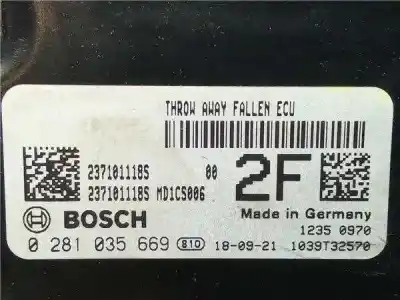 THROW AWAY FALLEN ECU
237101118S 00
237101118S MD1CS006
2F
BOSCH
Made in Germany
1235 0970
0 281 035 669 810 18-09-21 1039T32570